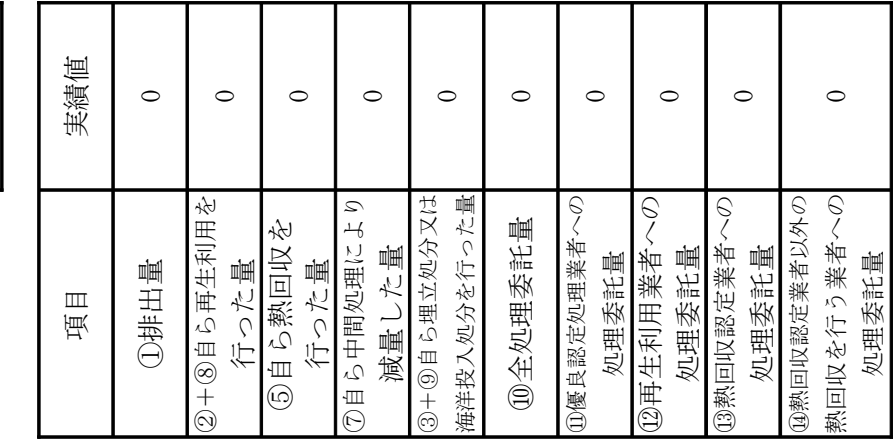 項目
実績値
①排出量
0
②+⑧自ら再生利用を
行った量
0
⑤自ら熱回収を
行った量
0
⑦自ら中間処理により
減量した量
0
③+⑨自ら埋立処分又は
海洋投入処分を行った量
0
⑩全処理委託量
0
⑪優良認定処理業者への
処理委託量
0
⑫再生利用業者への
処理委託量
0
⑬熱回収認定業者への
処理委託量
0
⑭熱回収認定業者以外の
熱回収を行う業者への
処理委託量
0